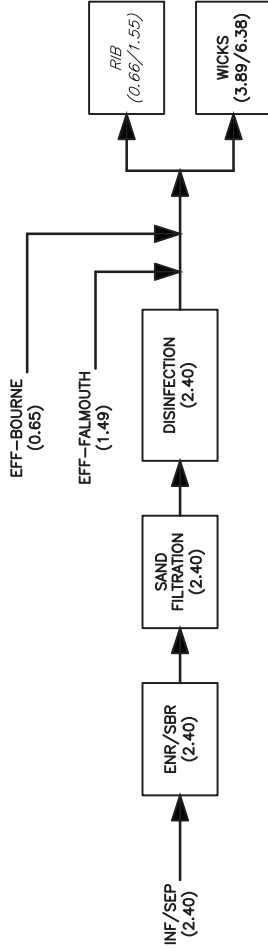 INF/SEP
(2.40)
ENR/SBR
(2.40)
SAND
FILTRATION
(2.40)
DISINFECTION
(2.40)
EFF-FALMOUTH
(1.49)
EFF-BOURNE
(0.65)
RIB
(0.66/1.55)
WICKS
(3.89/6.38)